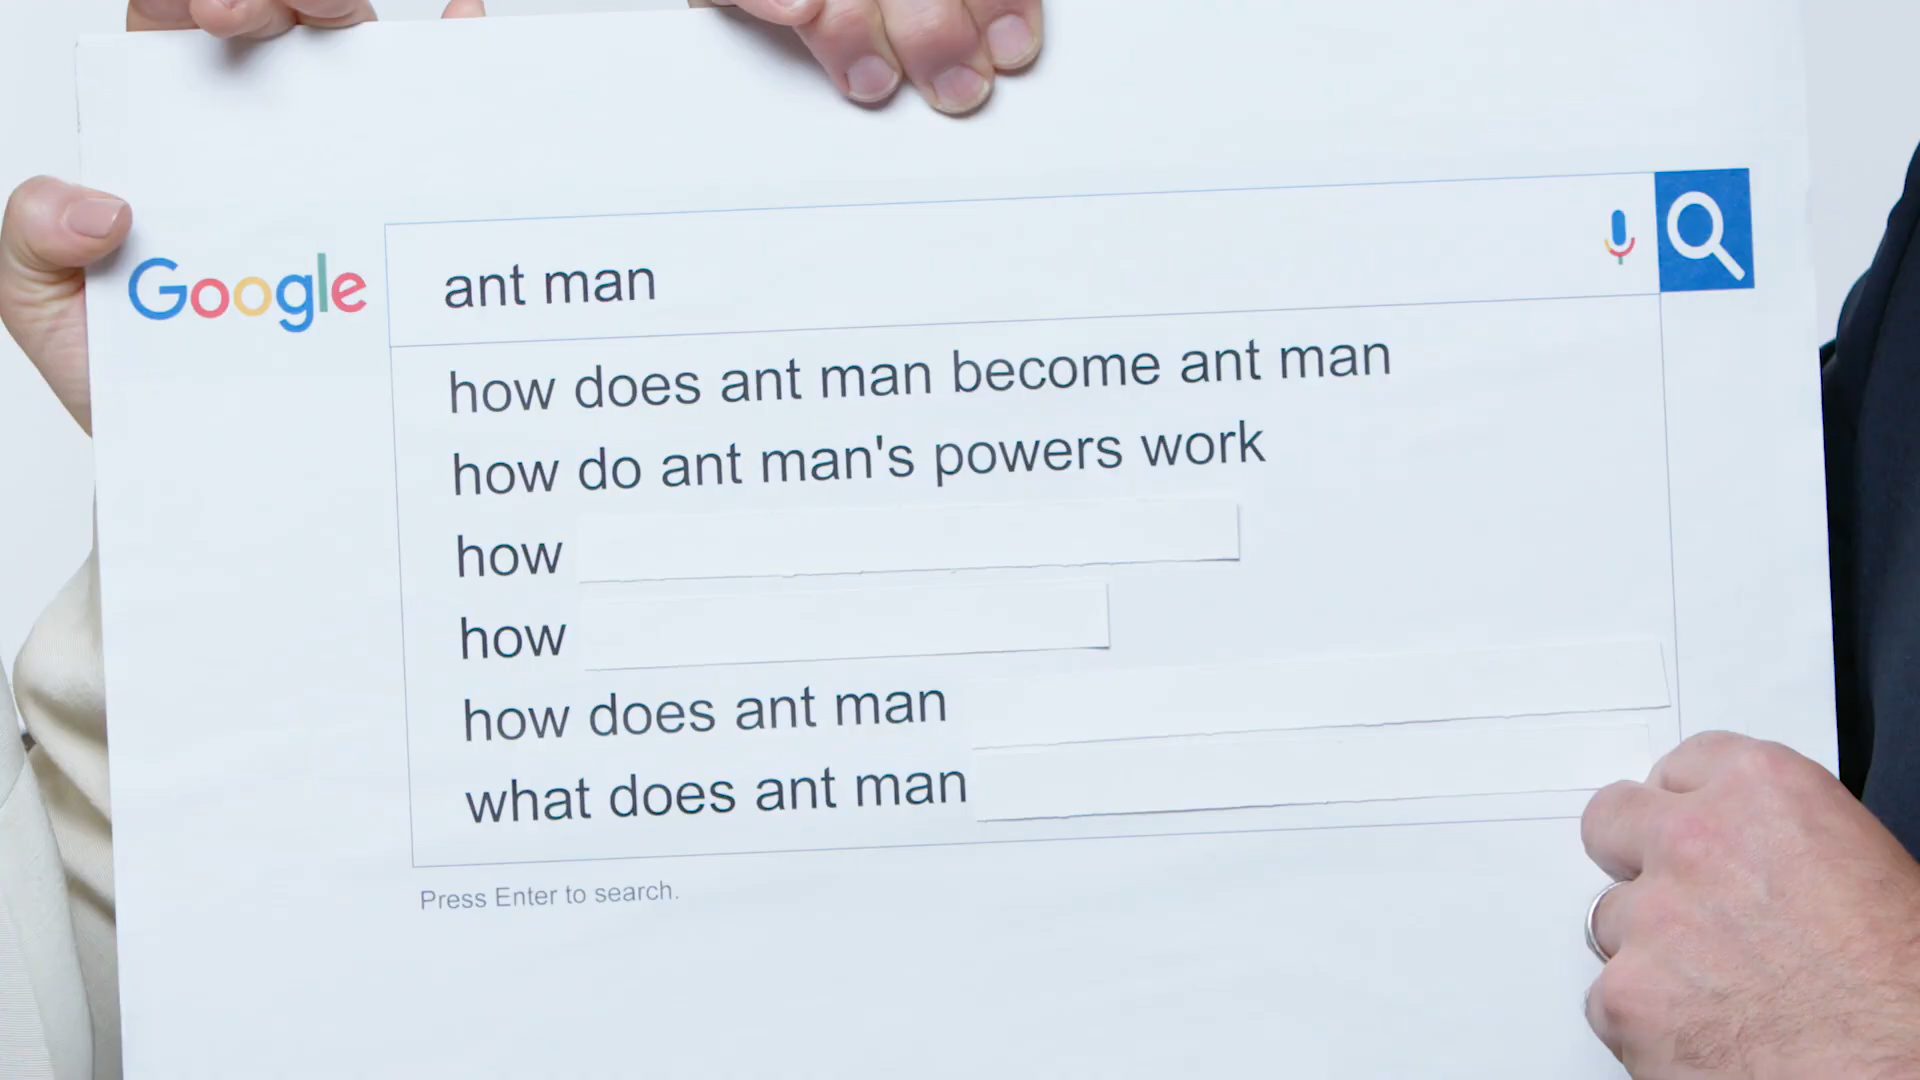 Google
ant man
how does ant man become ant man
how do ant man's powers work
how
how
how does ant man
what does ant man
Press Enter to search.